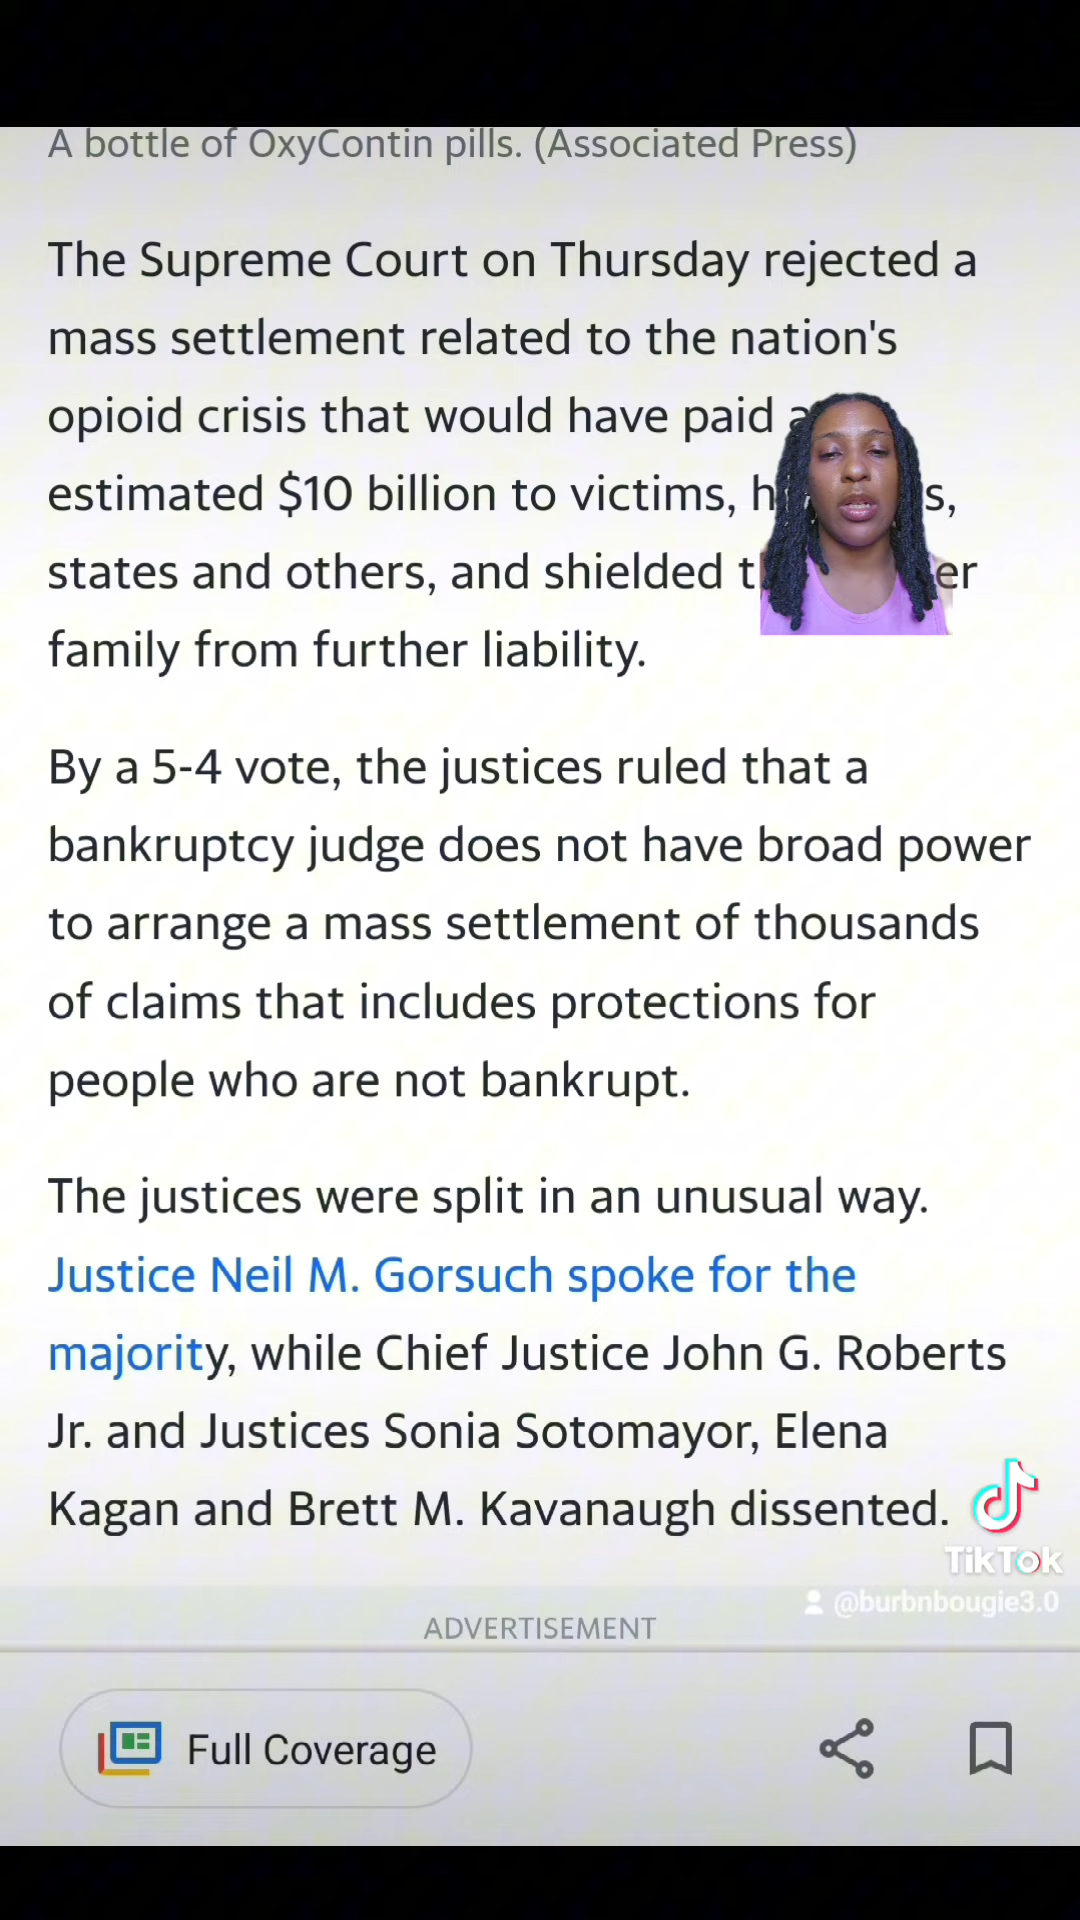 A bottle of OxyContin pills. (Associated Press)
The Supreme Court on Thursday rejected a
mass settlement related to the nation's
opioid crisis that would have paid
estimated $10 billion to victims,
states and others, and shielded
family from further liability.
By a 5-4 vote, the justices ruled that a
bankruptcy judge does not have broad power
to arrange a mass settlement of thousands
of claims that includes protections for
people who are not bankrupt.
The justices were split in an unusual way.
Justice Neil M. Gorsuch spoke for the
majority, while Chief Justice John G. Roberts
Jr. and Justices Sonia Sotomayor, Elena
Kagan and Brett M. Kavanaugh dissented.
TikTok
@burbnbougie3.0
ADVERTISEMENT
Full Coverage